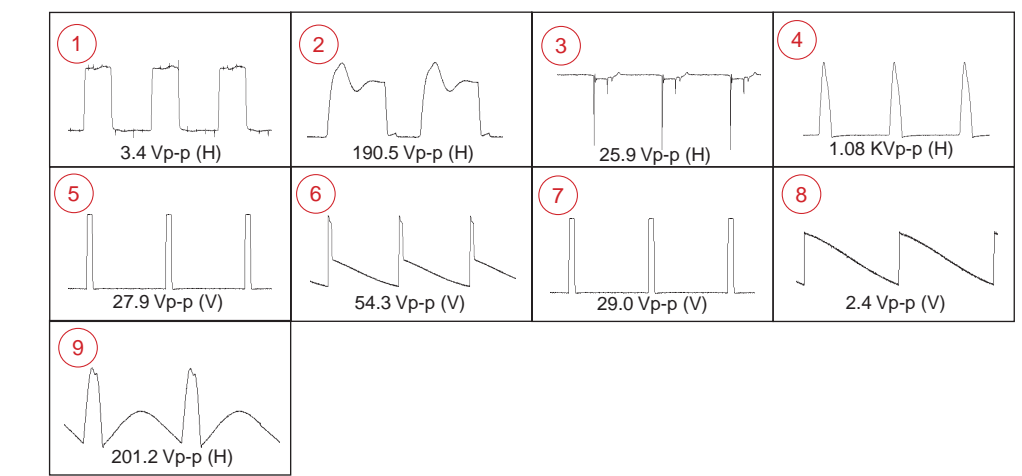 1
3.4 Vp-p (H)
2
190.5 Vp-p (H)
3
25.9 Vp-p (H)
4
1.08 KVp-p (H)
5
27.9 Vp-p (V)
6
54.3 Vp-p (V)
7
29.0 Vp-p (V)
8
2.4 Vp-p (V)
9
201.2 Vp-p (H)